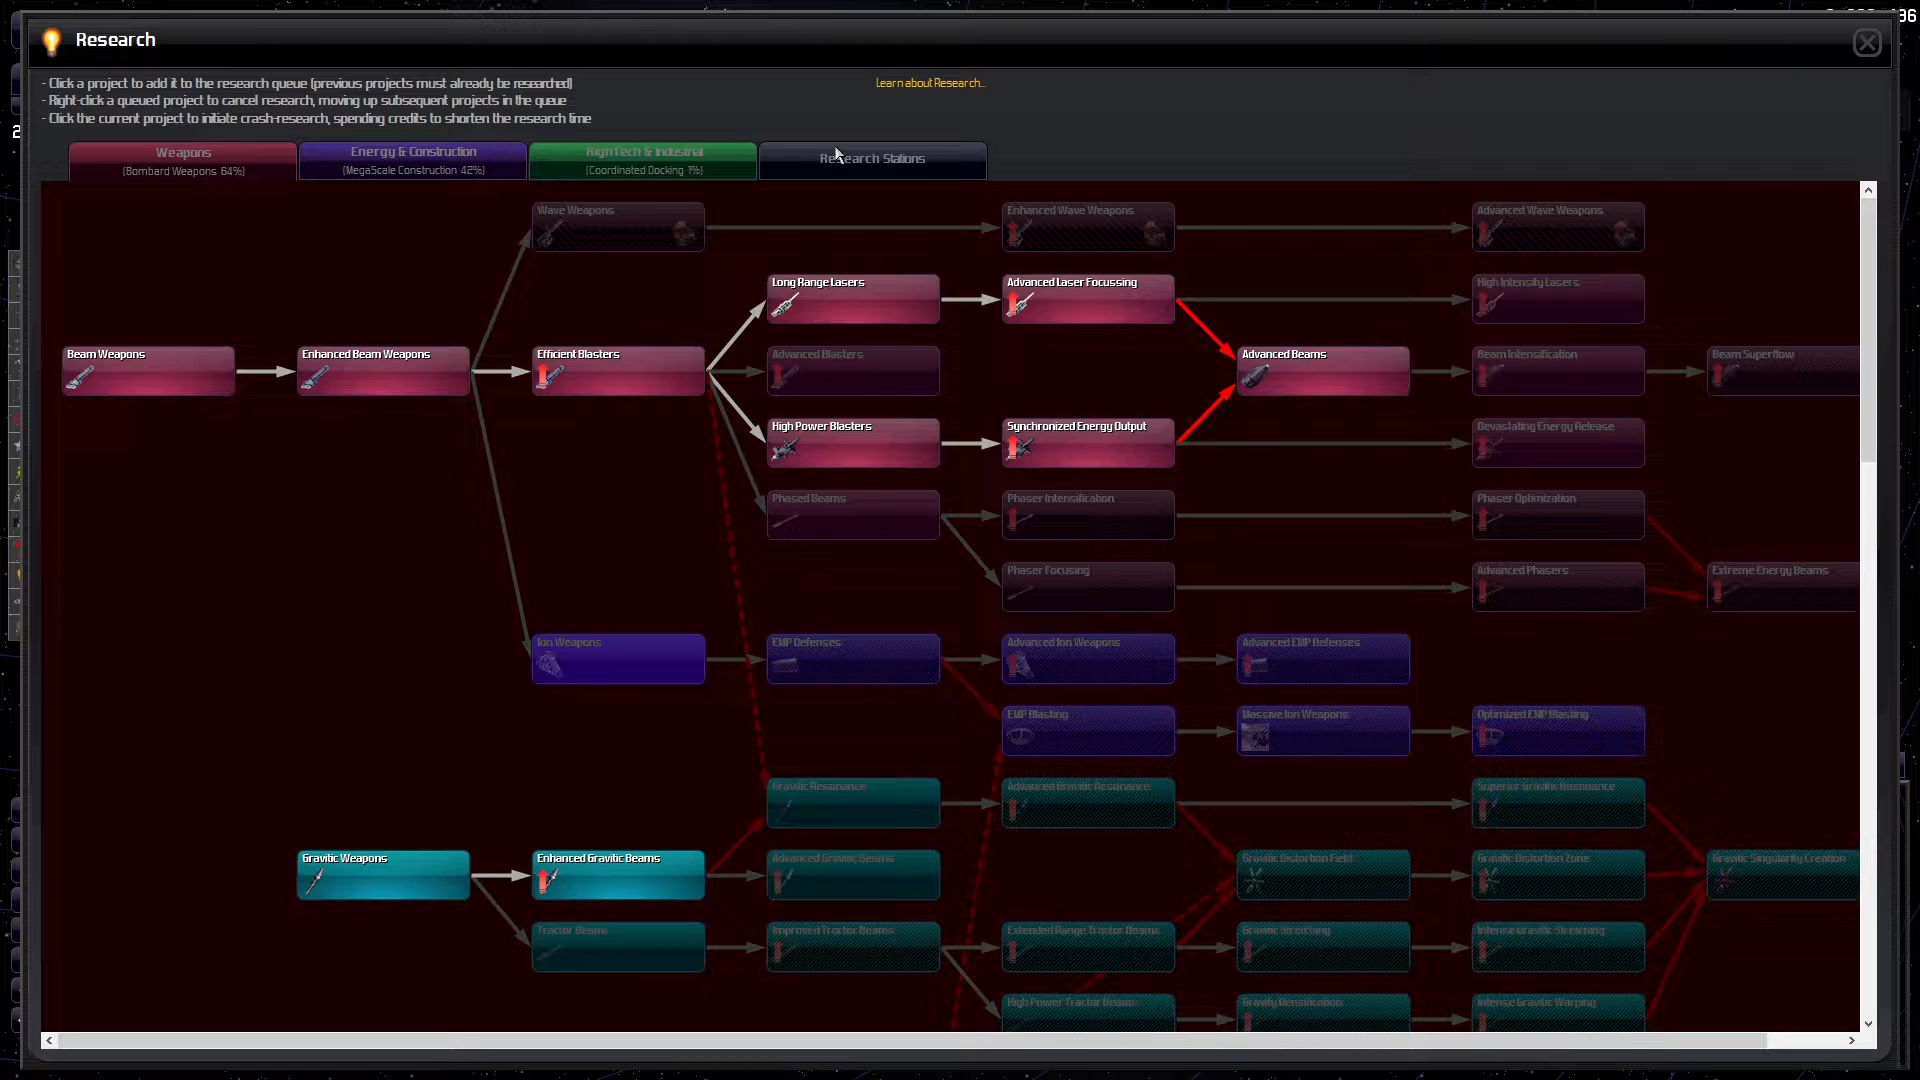 Research
- Click a project to add it to the research queue (previous projects must already be researched)
Learn about Research...
- Right-click a queued project to cancel research, moving up subsequent projects in the queue
- Click the current project to initiate crash-research, spending credits to shorten the research time
Weapons
(Bombard Weapons 64%)
Energy & Construction
(MegaScale Construction 42%)
HighTech & Industrial
(Coordinated Docking 1%)
Research Stations
Wave Weapons
Enhanced Wave Weapons
Advanced Wave Weapons
Long Range Lasers
Advanced Laser Focussing
High Intensity Lasers
Beam Weapons
Enhanced Beam Weapons
Efficient Blasters
Advanced Blasters
Advanced Beams
Beam Intensification
Beam Superflow
High Power Blasters
Synchronized Energy Output
Devastating Energy Release
Phased Beams
Phaser Intensification
Phaser Optimization
Phaser Focusing
Advanced Phasers
Extreme Energy Beams
Ion Weapons
EMP Defenses
Advanced Ion Weapons
Advanced EMP Defenses
EMP Blasting
Massive Ion Weapons
Optimized EMP Blasting
Gravitic Resonance
Advanced Gravitic Resonance
Superior Gravitic Resonance
Gravitic Weapons
Enhanced Gravitic Beams
Advanced Gravitic Beams
Gravitic Distortion Field
Gravitic Distortion Zone
Gravitic Singularity Creation
Tractor Beams
Improved Tractor Beams
Extended Range Tractor Beams
Gravitic Stretching
Intense Gravitic Stretching
High Power Tractor Beams
Gravity Densification
Intense Gravitic Warping